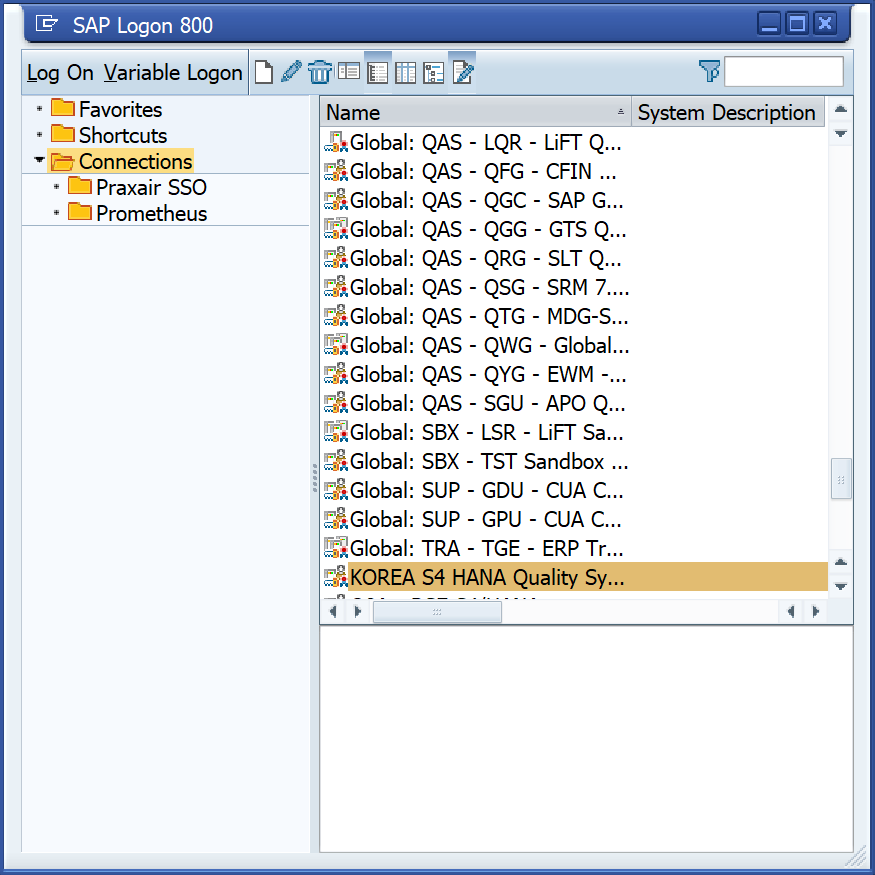 SAP Logon 800
Log On Variable Logon
Favorites
Shortcuts
Connections
Praxair SSO
Prometheus
Name System Description
Global: QAS - LQR - LiFT Q...
Global: QAS - QFG - CFIN ...
Global: QAS - QGC - SAP G...
Global: QAS - QGG - GTS Q...
Global: QAS - QRG - SLT Q...
Global: QAS - QSG - SRM 7....
Global: QAS - QTG - MDG-S...
Global: QAS - QWG - Global...
Global: QAS - QYG - EWM -...
Global: QAS - SGU - APO Q...
Global: SBX - LSR - LiFT Sa...
Global: SBX - TST Sandbox ...
Global: SUP - GDU - CUA C...
Global: SUP - GPU - CUA C...
Global: TRA - TGE - ERP Tr...
KOREA S4 HANA Quality Sy...